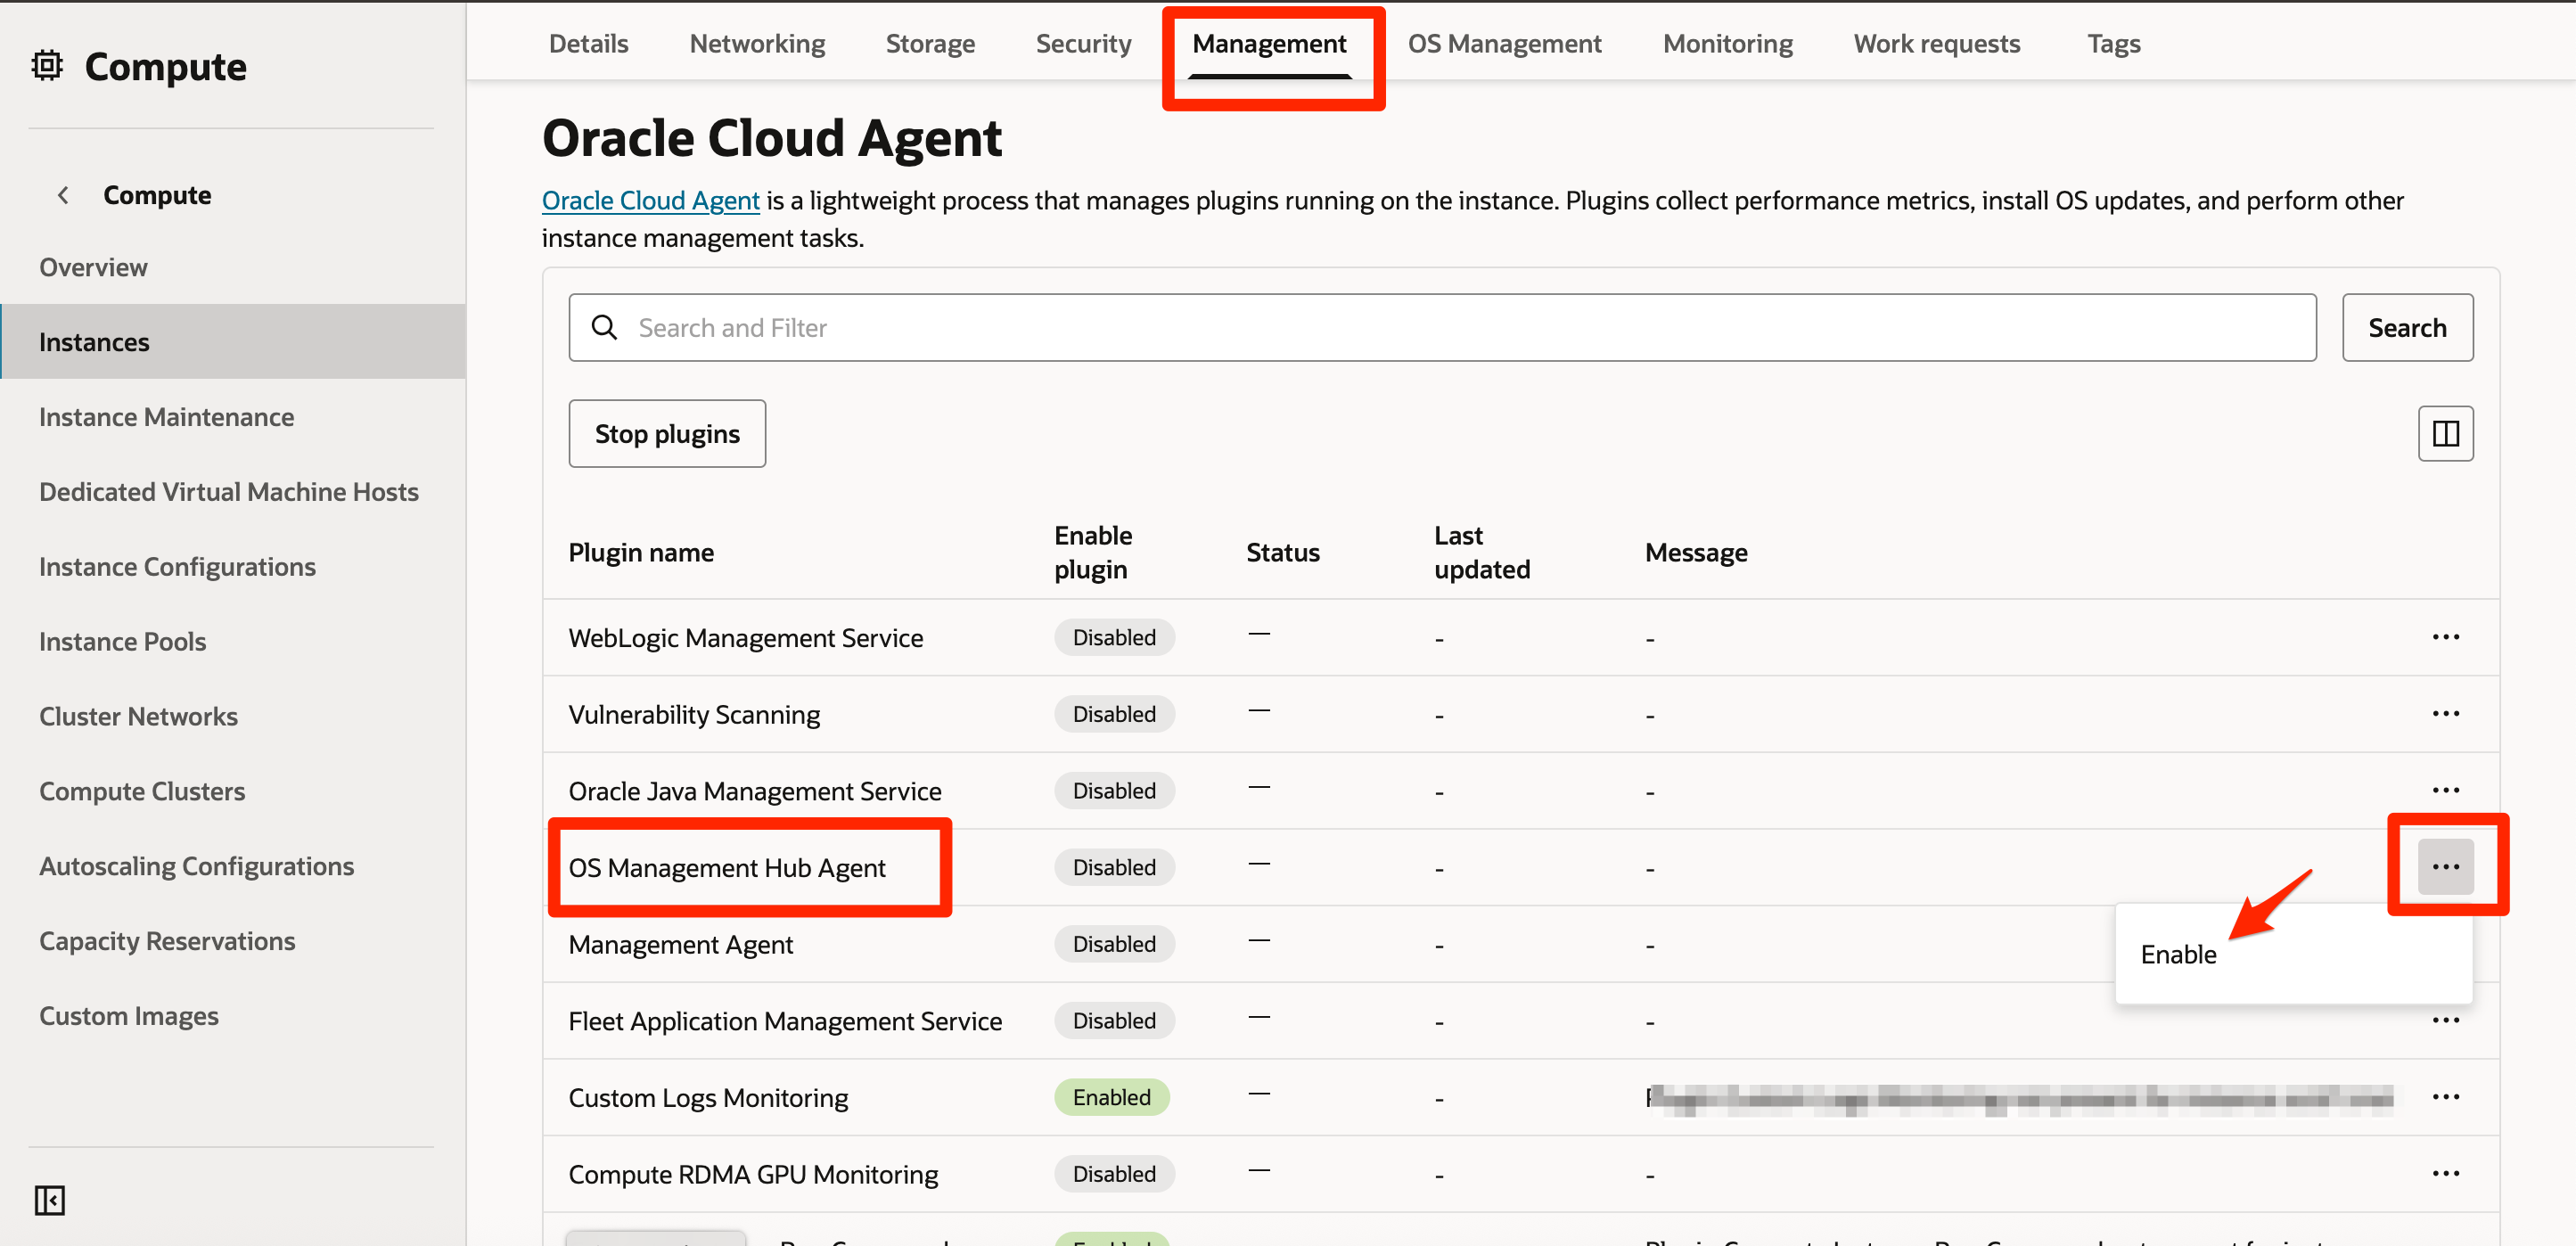 Compute
Compute
Overview
Instances
Instance Maintenance
Dedicated Virtual Machine Hosts
Instance Configurations
Instance Pools
Cluster Networks
Compute Clusters
Autoscaling Configurations
Capacity Reservations
Custom Images
Details Networking Storage Security Management OS Management Monitoring Work requests Tags
Oracle Cloud Agent
Oracle Cloud Agent is a lightweight process that manages plugins running on the instance. Plugins collect performance metrics, install OS updates, and perform other
instance management tasks.
Search and Filter Search
Stop plugins
Plugin name Enable plugin Status Last updated Message
WebLogic Management Service Disabled — - - ...
Vulnerability Scanning Disabled — - - ...
Oracle Java Management Service Disabled — - - ...
OS Management Hub Agent Disabled — - - ...
Enable
Management Agent Disabled — - -
Fleet Application Management Service Disabled — - - ...
Custom Logs Monitoring Enabled — - ...
Compute RDMA GPU Monitoring Disabled — - - ...